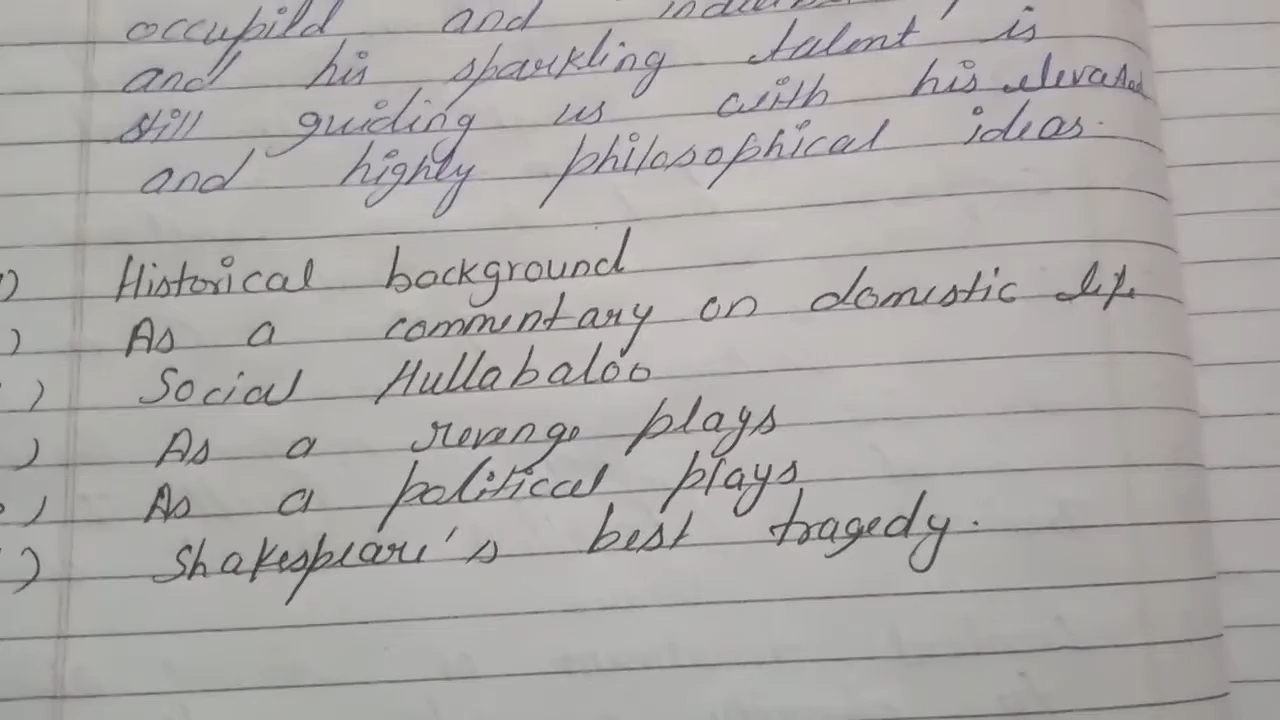 occupild and
and his sparkling talent is
still guiding us with his elevated
and highly philosophical ideas.
) Historical background
) As a commentary on domestic life
) Social Hullabaloo
) As a revenge plays
) As a political plays
) Shakespeare's best tragedy.